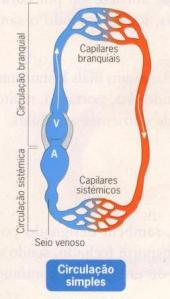 Circulação branquial
Capilares
branquiais
V
A
Circulação sistémica
Capilares
sistémicos
Seio venoso
Circulação
simples